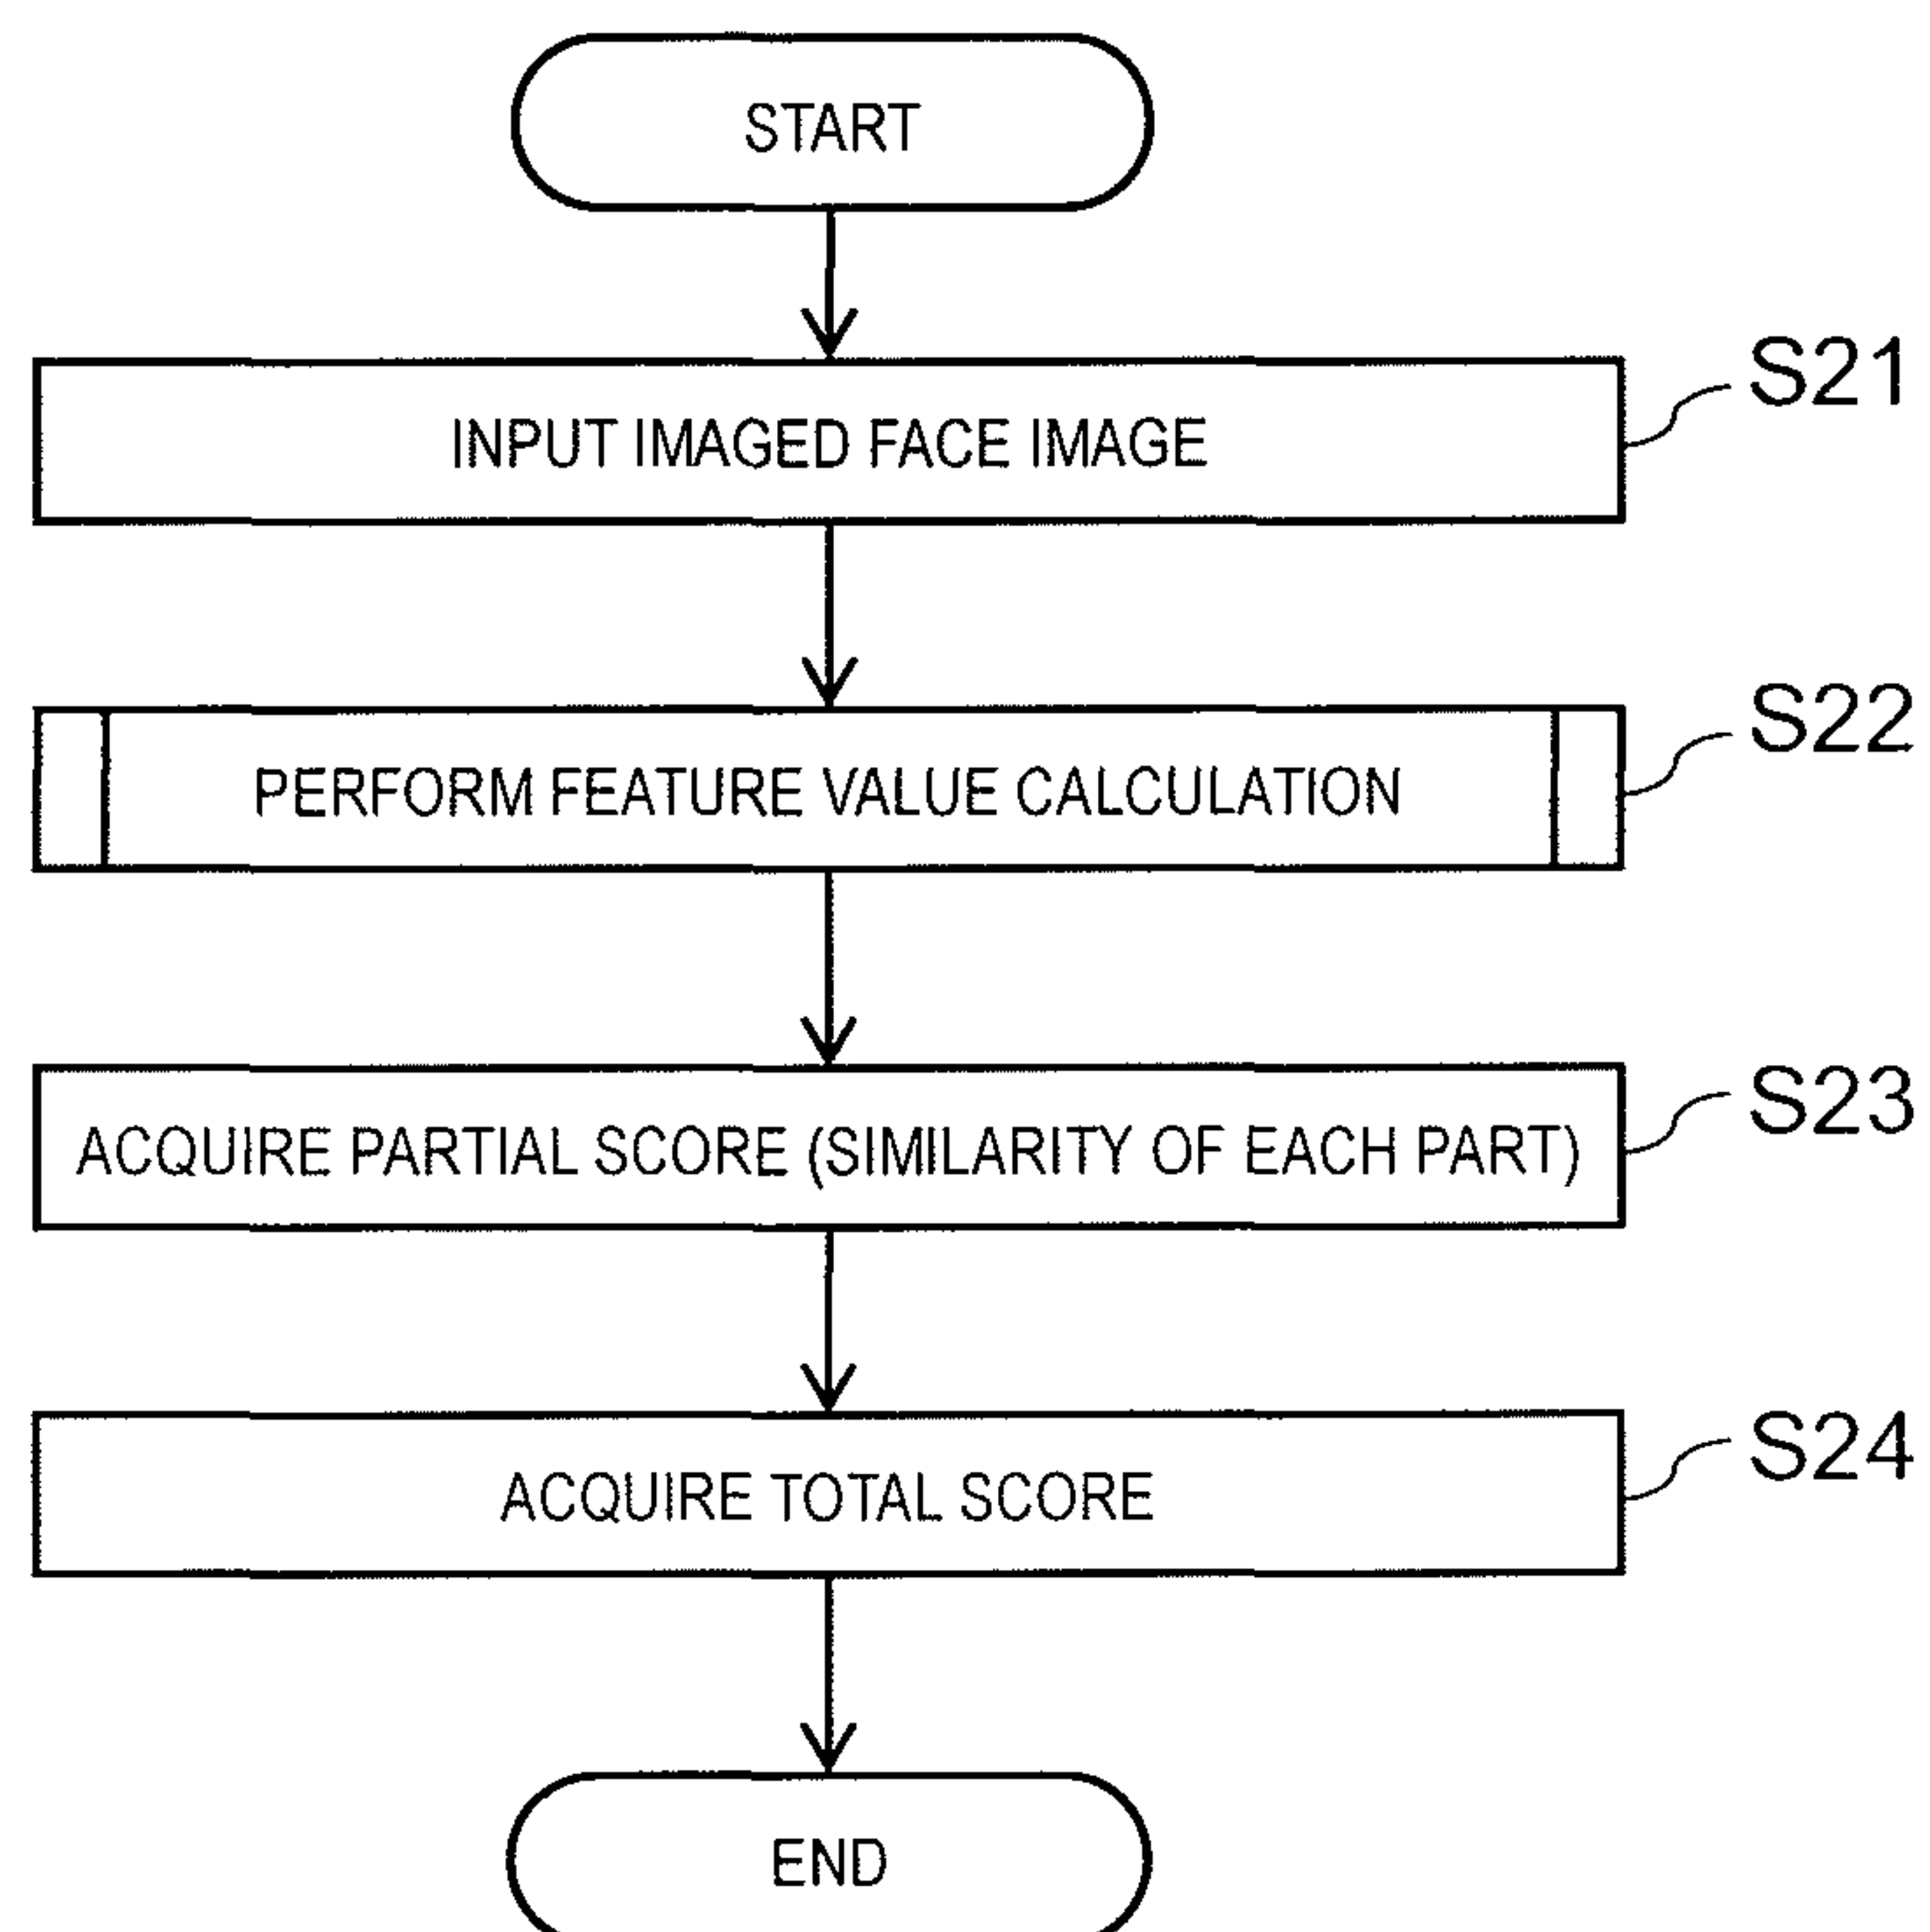 START
INPUT IMAGED FACE IMAGE
S21
PERFORM FEATURE VALUE CALCULATION
S22
ACQUIRE PARTIAL SCORE (SIMILARITY OF EACH PART)
S23
ACQUIRE TOTAL SCORE
S24
END